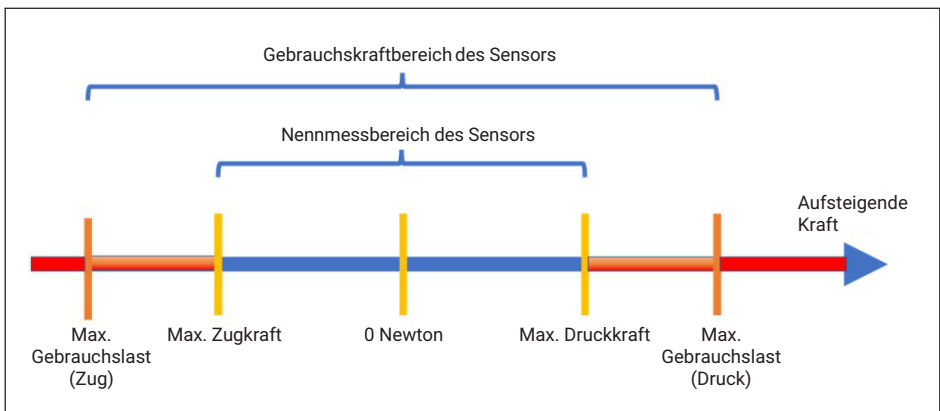 Gebrauchskraftbereich des Sensors
Nennmessbereich des Sensors
Aufsteigende
Kraft
Max.
Gebrauchslast
(Zug)
Max. Zugkraft
0 Newton
Max. Druckkraft
Max.
Gebrauchslast
(Druck)